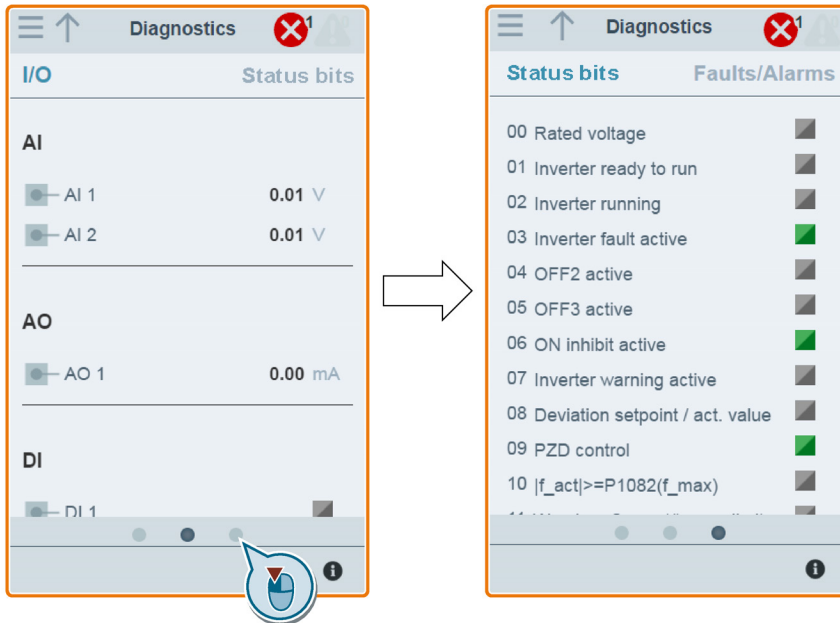 Diagnostics
1
I/O
Status bits
AI
AI 1
0.01 V
AI 2
0.01 V
AO
AO 1
0.00 mA
DI
DI 1
Diagnostics
1
Status bits
Faults/Alarms
00 Rated voltage
01 Inverter ready to run
02 Inverter running
03 Inverter fault active
04 OFF2 active
05 OFF3 active
06 ON inhibit active
07 Inverter warning active
08 Deviation setpoint / act. value
09 PZD control
10 |f_act|>=P1082(f_max)